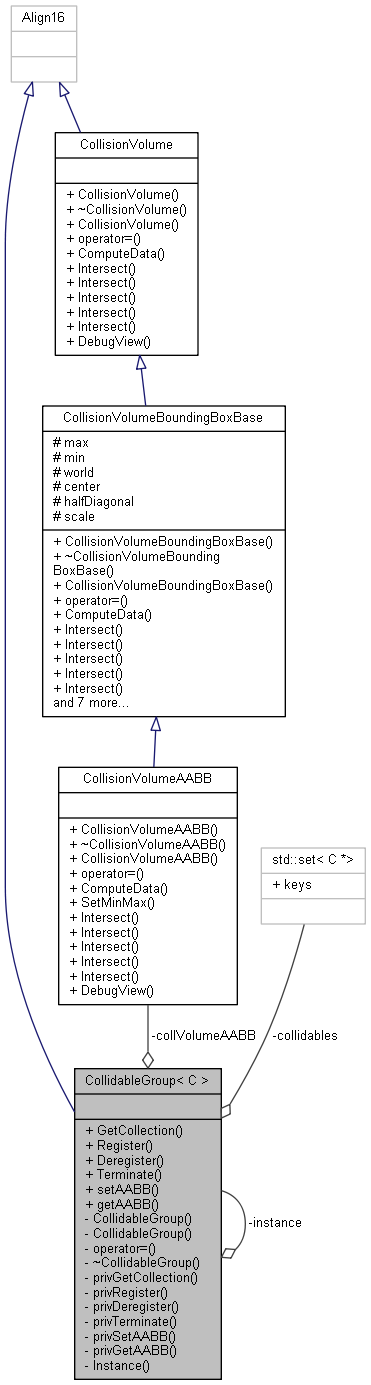 Align16
CollisionVolume
+ CollisionVolume()
+ ~CollisionVolume()
+ CollisionVolume()
+ operator=()
+ ComputeData()
+ Intersect()
+ Intersect()
+ Intersect()
+ Intersect()
+ Intersect()
+ DebugView()
CollisionVolumeBoundingBoxBase
# max
# min
# world
# center
# halfDiagonal
# scale
+ CollisionVolumeBoundingBoxBase()
+ ~CollisionVolumeBounding
BoxBase()
+ CollisionVolumeBoundingBoxBase()
+ operator=()
+ ComputeData()
+ Intersect()
+ Intersect()
+ Intersect()
+ Intersect()
+ Intersect()
and 7 more...
CollisionVolumeAABB
+ CollisionVolumeAABB()
+ ~CollisionVolumeAABB()
+ CollisionVolumeAABB()
+ operator=()
+ ComputeData()
+ SetMinMax()
+ Intersect()
+ Intersect()
+ Intersect()
+ Intersect()
+ Intersect()
+ DebugView()
std::set< C *>
+ keys
-collVolumeAABB
-collidables
CollidableGroup< C >
+ GetCollection()
+ Register()
+ Deregister()
+ Terminate()
+ setAABB()
+ getAABB()
- CollidableGroup()
- CollidableGroup()
- operator=()
- ~CollidableGroup()
- privGetCollection()
- privRegister()
- privDeregister()
- privTerminate()
- privSetAABB()
- privGetAABB()
- Instance()
-instance